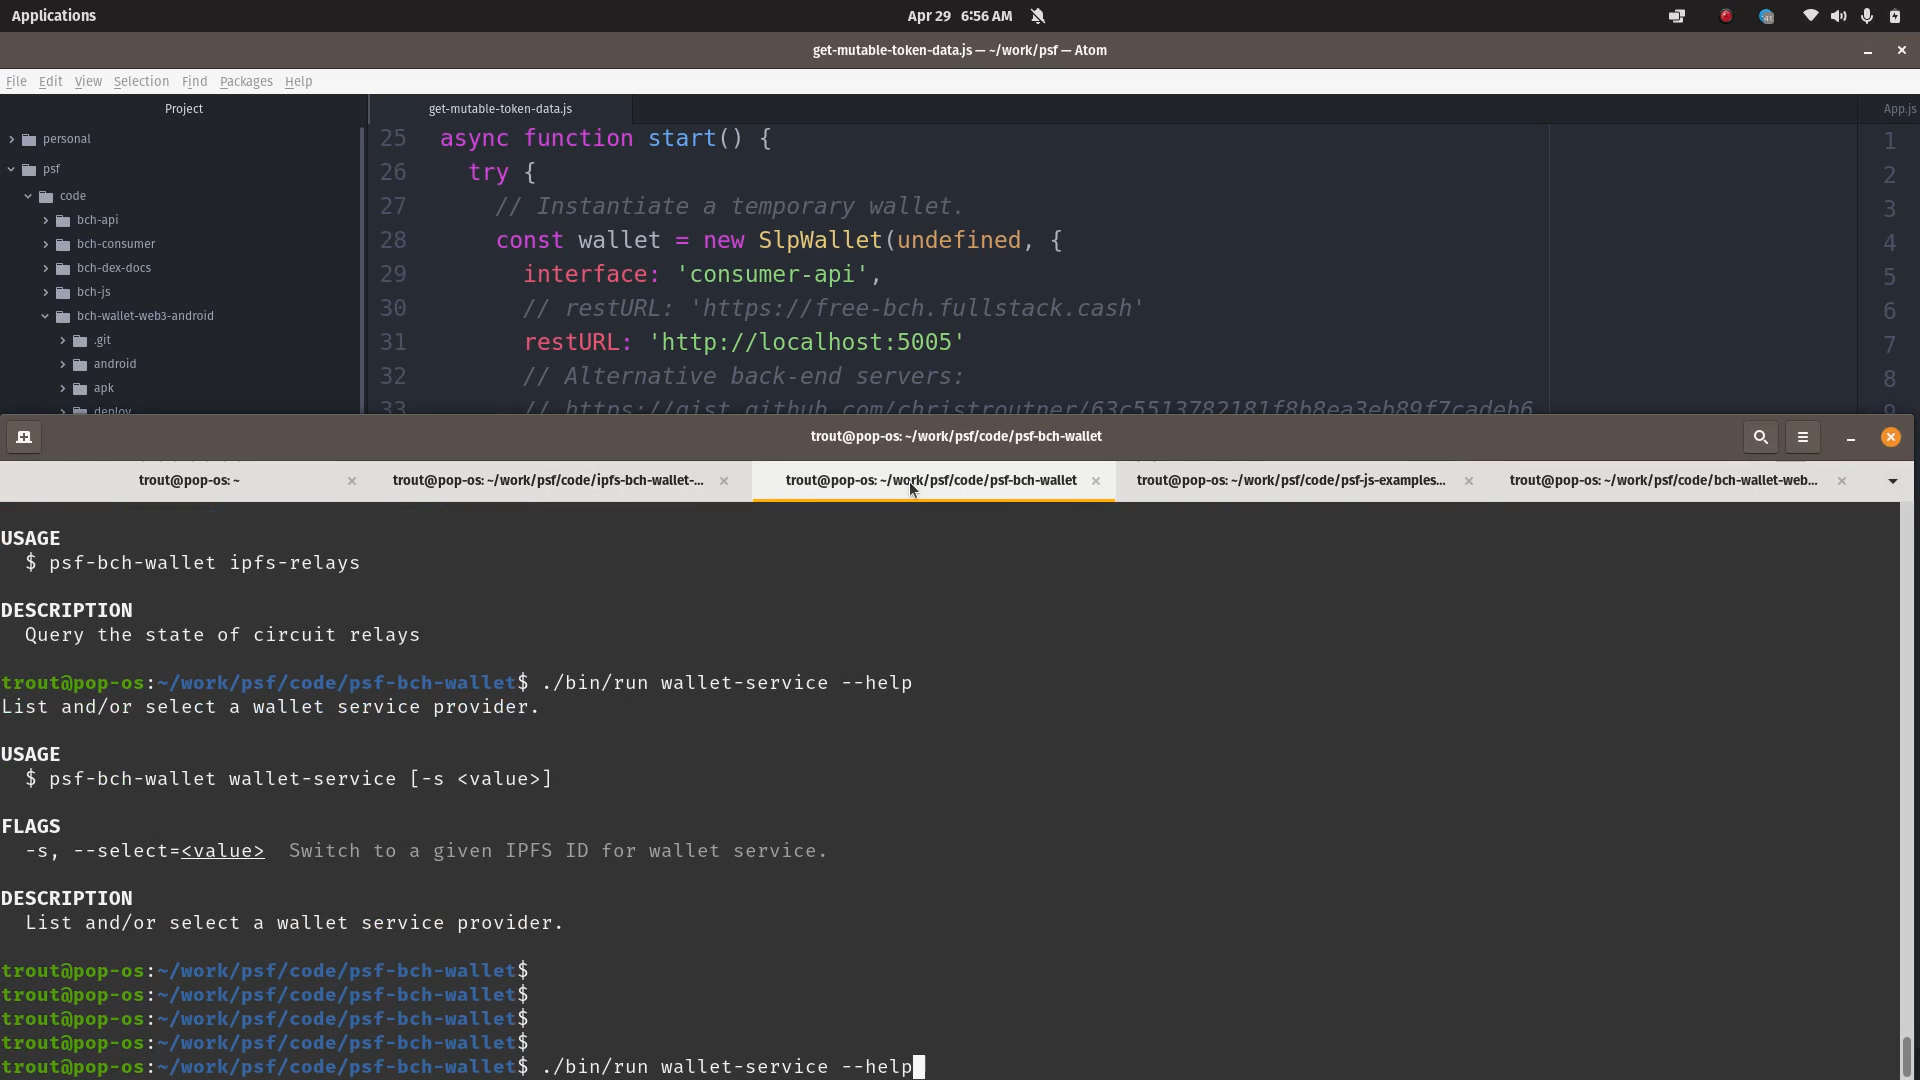 Applications
Apr 29 6:56 AM
get-mutable-token-data.js — ~/work/psf — Atom
File Edit View Selection Find Packages Help
Project
get-mutable-token-data.js
App.js
personal
psf
code
bch-api
bch-consumer
bch-dex-docs
bch-js
bch-wallet-web3-android
.git
android
apk
deploy
25 async function start() {
26 try {
27 // Instantiate a temporary wallet.
28 const wallet = new SlpWallet(undefined, {
29 interface: 'consumer-api',
30 // restURL: 'https://free-bch.fullstack.cash'
31 restURL: 'http://localhost:5005'
32 // Alternative back-end servers:
33 // https://gist.github.com/christroutner/63c5513782181f8b8ea3eb89f7cadeb6
1
2
3
4
5
6
7
8
9
trout@pop-os: ~/work/psf/code/psf-bch-wallet
trout@pop-os: ~
trout@pop-os: ~/work/psf/code/ipfs-bch-wallet-...
trout@pop-os: ~/work/psf/code/psf-bch-wallet
trout@pop-os: ~/work/psf/code/psf-js-examples...
trout@pop-os: ~/work/psf/code/bch-wallet-web...
USAGE
$ psf-bch-wallet ipfs-relays
DESCRIPTION
Query the state of circuit relays
trout@pop-os:~/work/psf/code/psf-bch-wallet$ ./bin/run wallet-service --help
List and/or select a wallet service provider.
USAGE
$ psf-bch-wallet wallet-service [-s <value>]
FLAGS
-s, --select=<value> Switch to a given IPFS ID for wallet service.
DESCRIPTION
List and/or select a wallet service provider.
trout@pop-os:~/work/psf/code/psf-bch-wallet$
trout@pop-os:~/work/psf/code/psf-bch-wallet$
trout@pop-os:~/work/psf/code/psf-bch-wallet$
trout@pop-os:~/work/psf/code/psf-bch-wallet$
trout@pop-os:~/work/psf/code/psf-bch-wallet$ ./bin/run wallet-service --help